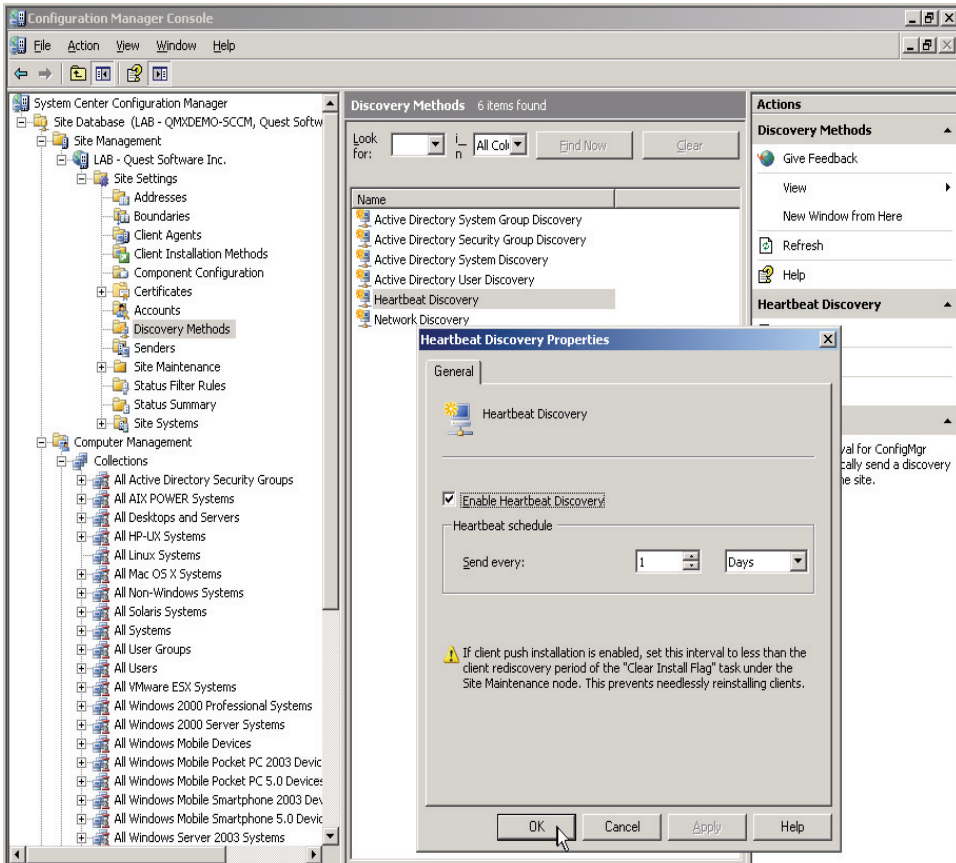 Configuration Manager Console
File Action View Window Help
System Center Configuration Manager
Site Database (LAB - QMXDEMO-SCCM, Quest Softw
Site Management
LAB - Quest Software Inc.
Site Settings
Addresses
Boundaries
Client Agents
Client Installation Methods
Component Configuration
Certificates
Accounts
Discovery Methods
Senders
Site Maintenance
Status Filter Rules
Status Summary
Site Systems
Computer Management
Collections
All Active Directory Security Groups
All AIX POWER Systems
All Desktops and Servers
All HP-UX Systems
All Linux Systems
All Mac OS X Systems
All Non-Windows Systems
All Solaris Systems
All Systems
All User Groups
All Users
All VMware ESX Systems
All Windows 2000 Professional Systems
All Windows 2000 Server Systems
All Windows Mobile Devices
All Windows Mobile Pocket PC 2003 Devic
All Windows Mobile Pocket PC 5.0 Devices
All Windows Mobile Smartphone 2003 Dev
All Windows Mobile Smartphone 5.0 Devic
All Windows Server 2003 Systems
Discovery Methods 6 items found
Look for: in All Colu Find Now Clear
Name
Active Directory System Group Discovery
Active Directory Security Group Discovery
Active Directory System Discovery
Active Directory User Discovery
Heartbeat Discovery
Network Discovery
Heartbeat Discovery Properties
General
Heartbeat Discovery
Enable Heartbeat Discovery
Heartbeat schedule
Send every: 1 Days
If client push installation is enabled, set this interval to less than the
client rediscovery period of the "Clear Install Flag" task under the
Site Maintenance node. This prevents needlessly reinstalling clients.
OK Cancel Apply Help
Actions
Discovery Methods
Give Feedback
View
New Window from Here
Refresh
Help
Heartbeat Discovery
val for ConfigMgr
cally send a discovery
e site.